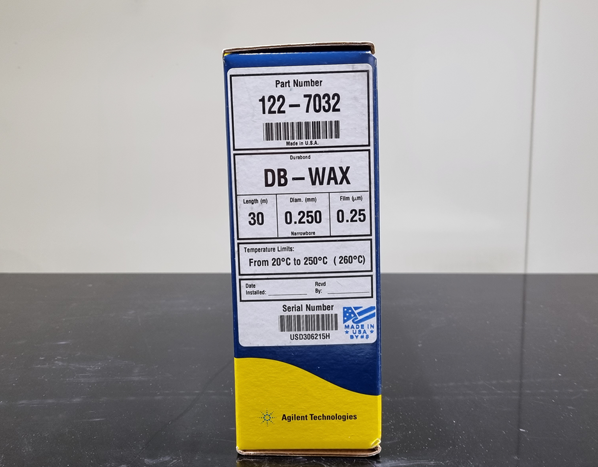 Part Number
122-7032
Made in U.S.A.
Durabond
DB-WAX
Length (m) Diam. (mm) Film (µm)
30 0.250 0.25
Narrowbore
Temperature Limits:
From 20°C to 250°C (260°C)
Date Installed: ________ Rcvd By: ________
Serial Number
USD306215H
MADE IN
USA
Agilent Technologies